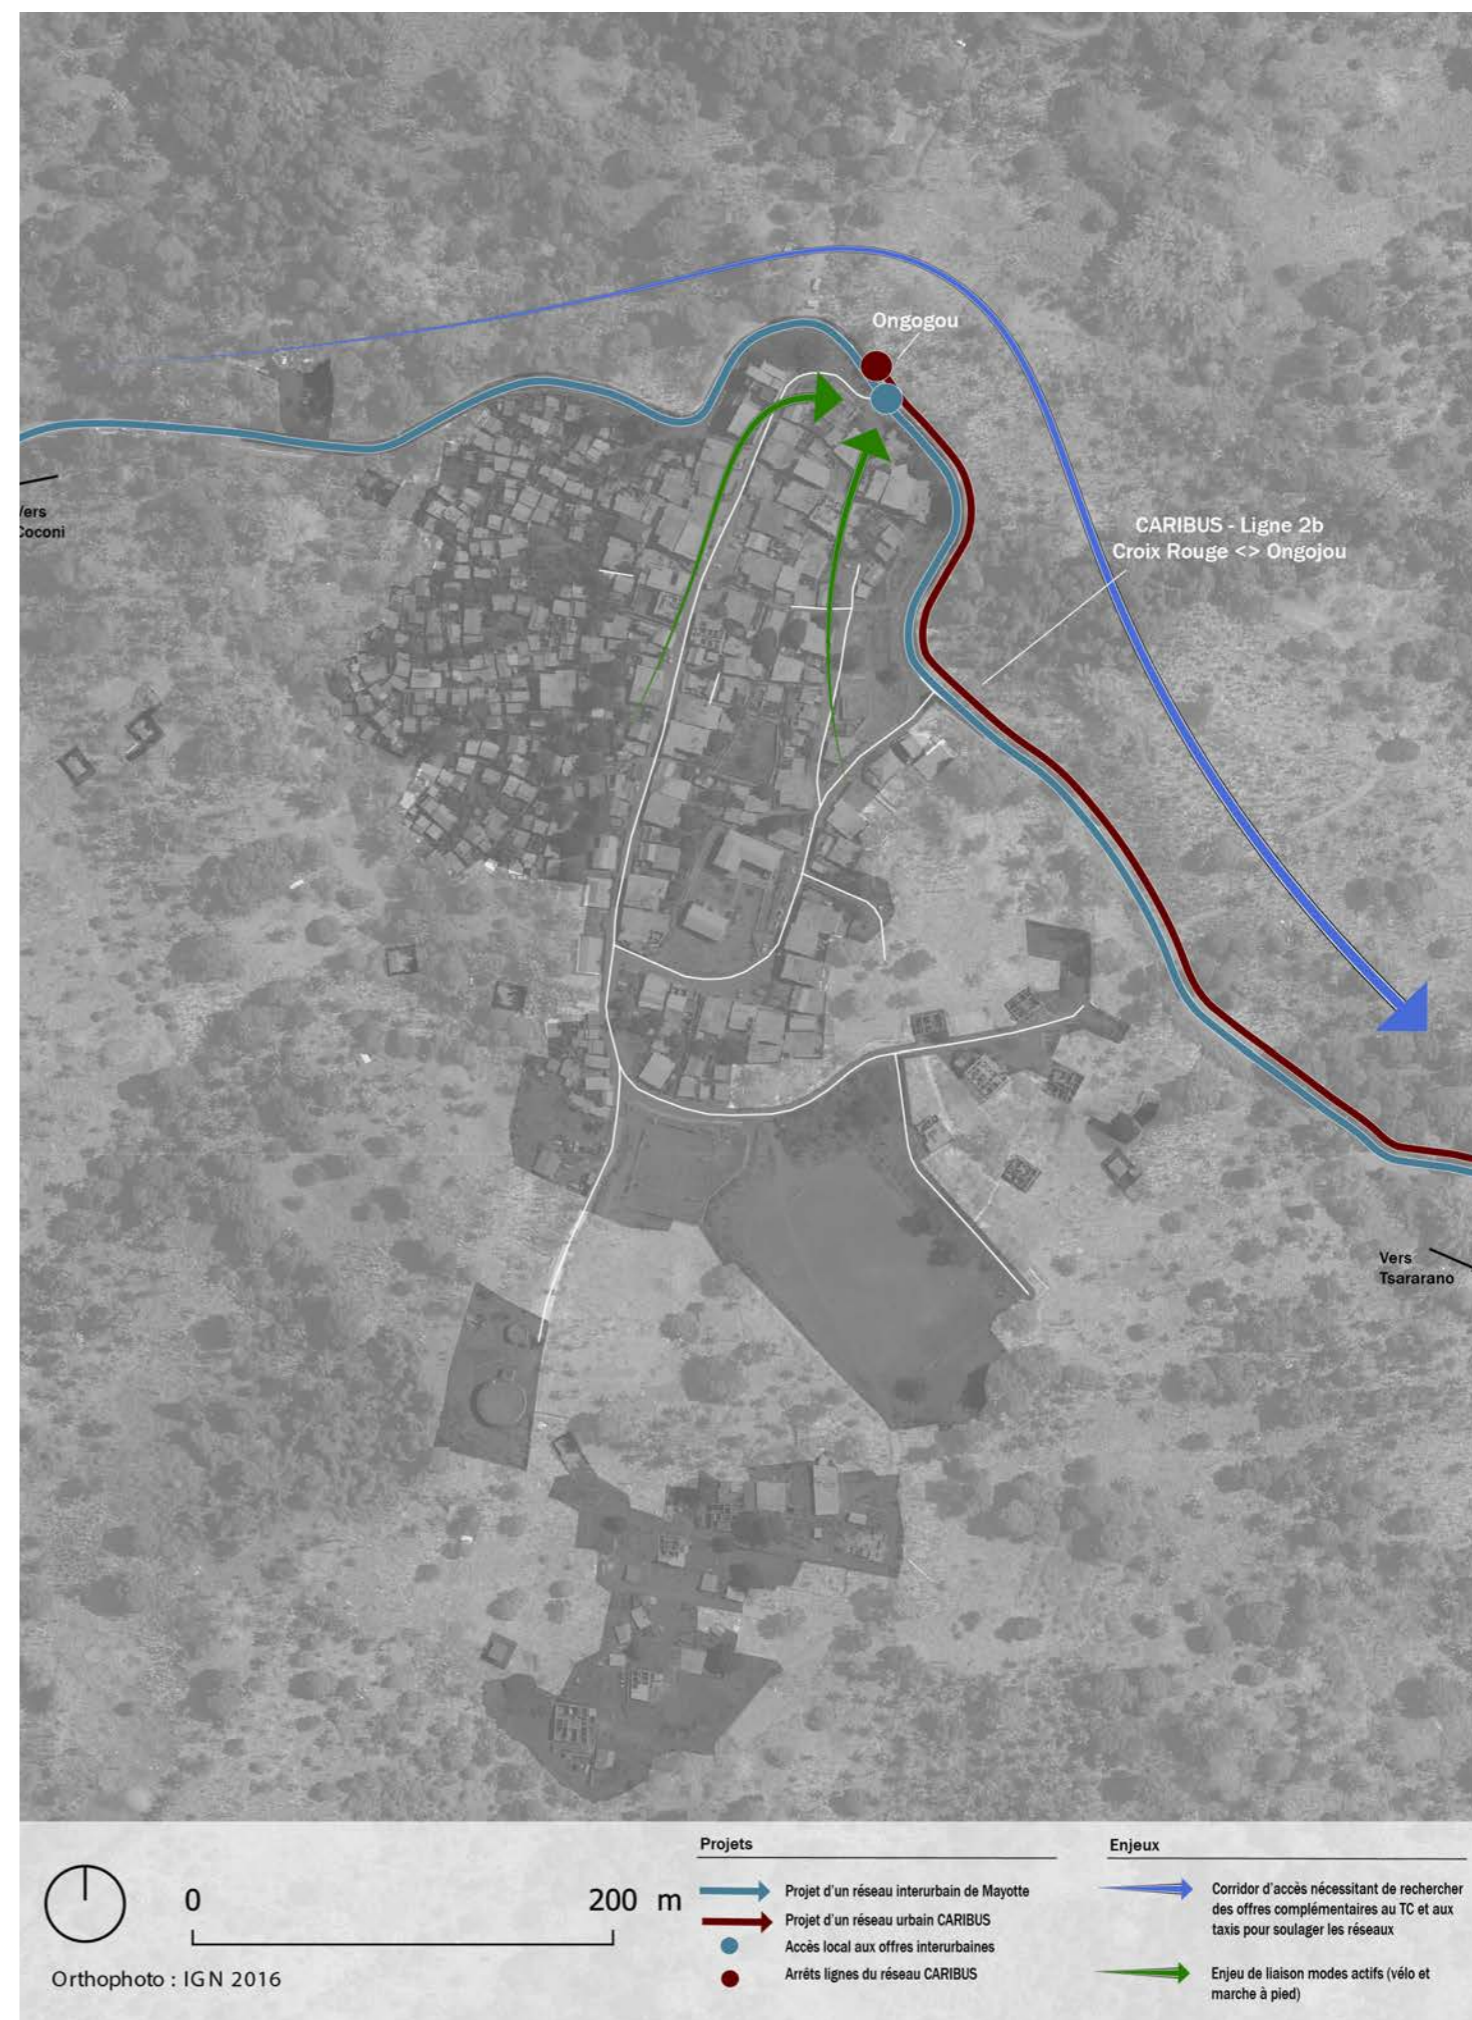 Ongogou
CARIBUS - Ligne 2b
Croix Rouge <> Ongojou
Coconi
Vers
Tsararano
0
200 m
Orthophoto : IGN 2016
Projets
Projet d'un réseau interurbain de Mayotte
Projet d'un réseau urbain CARIBUS
Accès local aux offres interurbaines
Arrêts lignes du réseau CARIBUS
Enjeux
Corridor d'accès nécessitant de rechercher
des offres complémentaires au TC et aux
taxis pour soulager les réseaux
Enjeu de liaison modes actifs (vélo et
marche à pied)